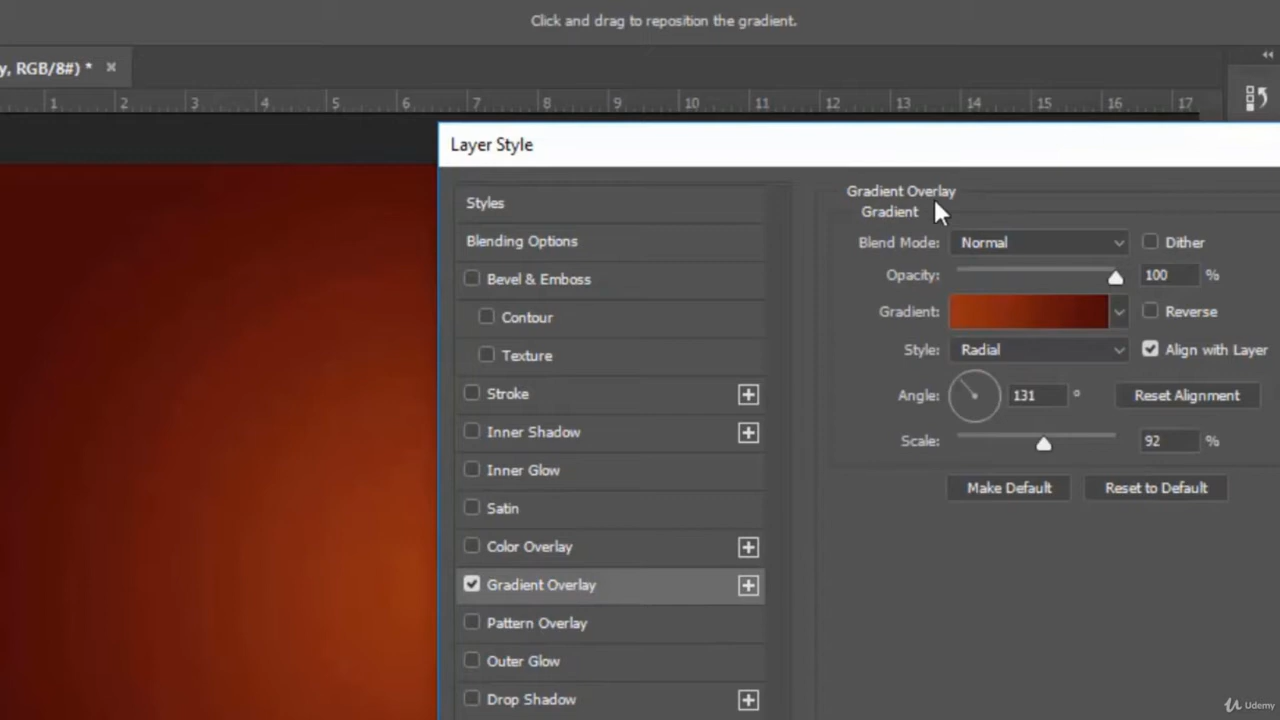 Click and drag to reposition the gradient.
y, RGB/8#) *
1 2 3 4 5 6 7 8 9 10 11 12 13 14 15 16 17
Layer Style
Styles
Blending Options
Bevel & Emboss
Contour
Texture
Stroke
Inner Shadow
Inner Glow
Satin
Color Overlay
Gradient Overlay
Pattern Overlay
Outer Glow
Drop Shadow
Gradient Overlay
Gradient
Blend Mode: Normal Dither
Opacity: 100 %
Gradient: Reverse
Style: Radial Align with Layer
Angle: 131 ° Reset Alignment
Scale: 92 %
Make Default Reset to Default
Udemy